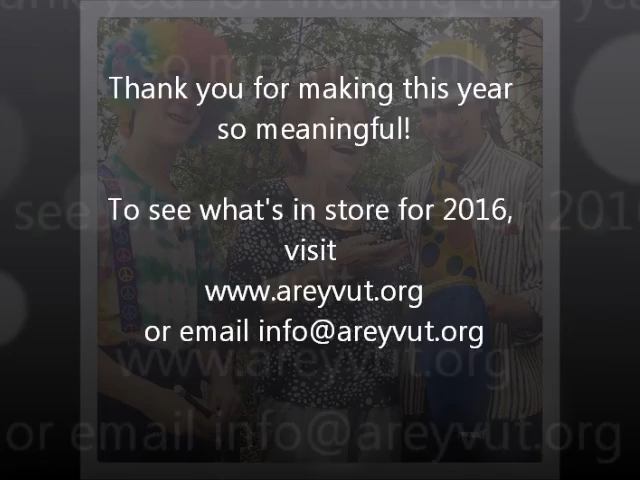 Thank you for making this year
so meaningful!
To see what's in store for 2016,
visit
www.areyvut.org
or email info@areyvut.org